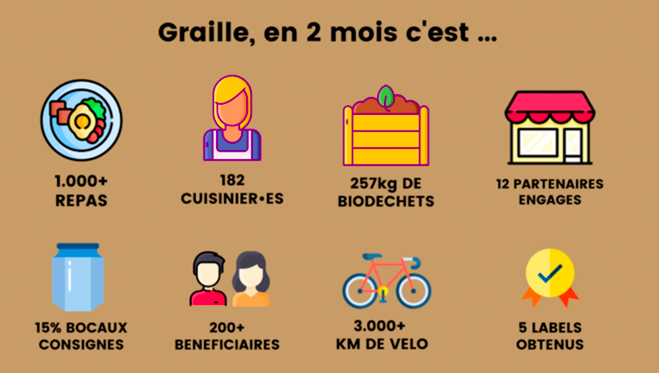 Graille, en 2 mois c'est ...
1.000+
REPAS
182
CUISINIER•ES
257kg DE
BIODECHETS
12 PARTENAIRES
ENGAGES
15% BOCAUX
CONSIGNES
200+
BENEFICIAIRES
3.000+
KM DE VELO
5 LABELS
OBTENUS